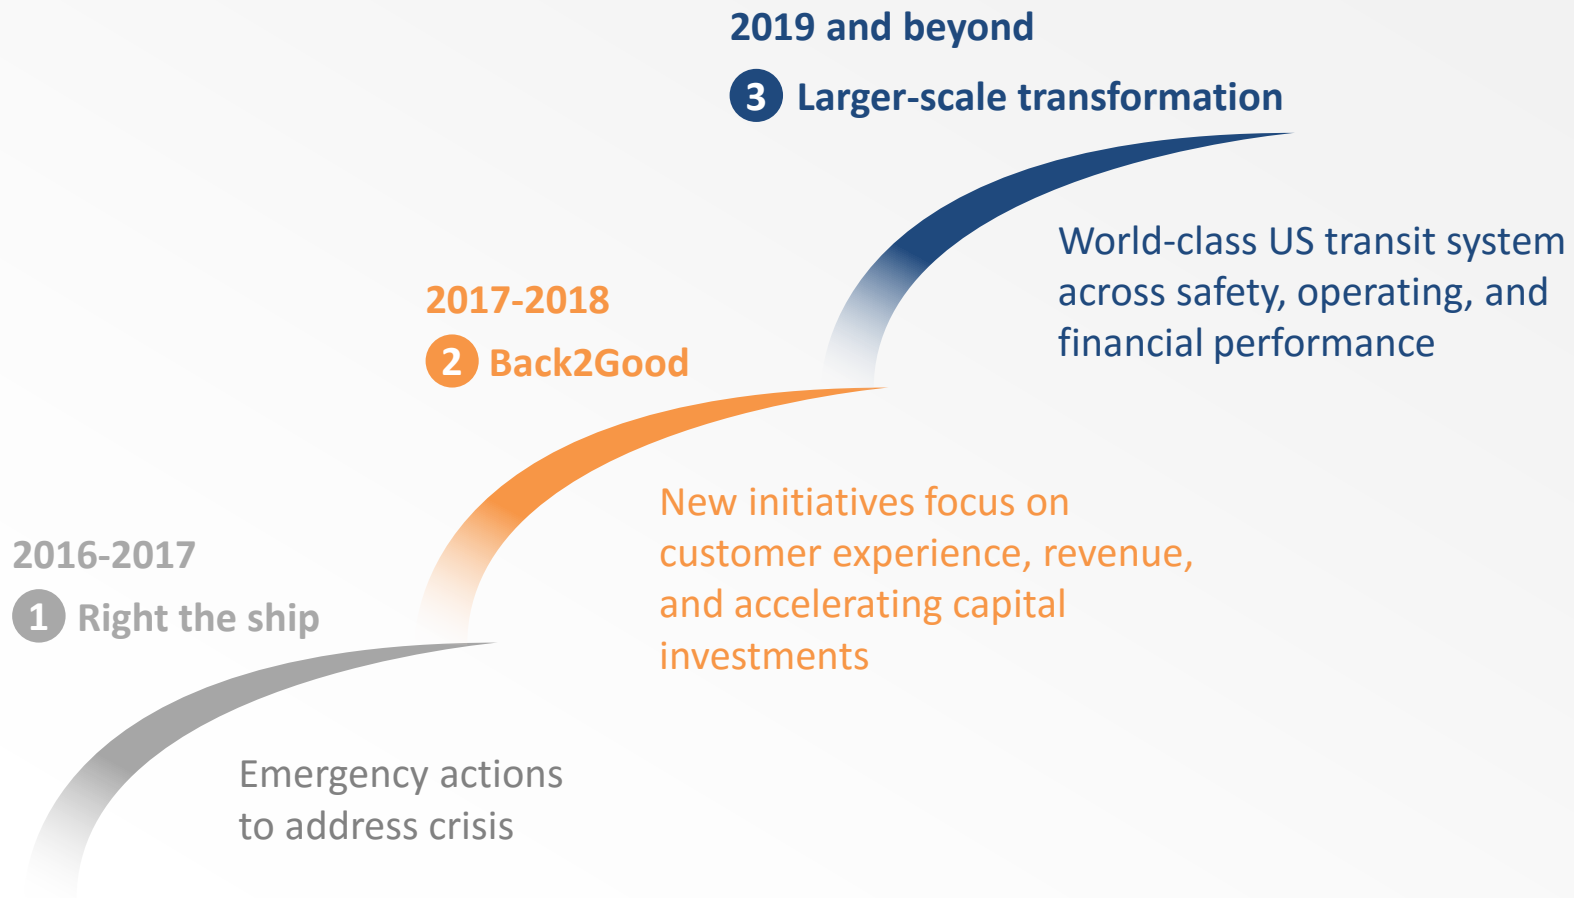 2019 and beyond
3 Larger-scale transformation
World-class US transit system
across safety, operating, and
financial performance
2017-2018
2 Back2Good
New initiatives focus on
customer experience, revenue,
and accelerating capital
investments
2016-2017
1 Right the ship
Emergency actions
to address crisis